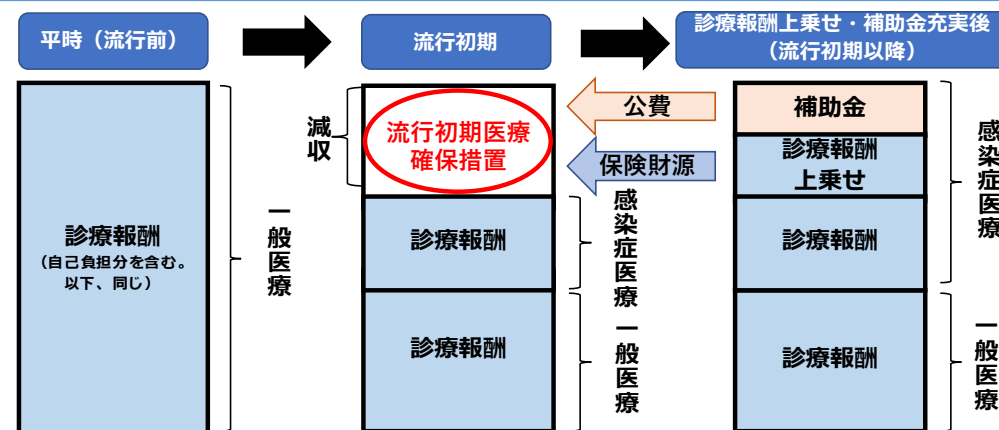 平時（流行前）
流行初期
診療報酬上乗せ・補助金充実後
（流行初期以降）
診療報酬
（自己負担分を含む。
以下、同じ）
一般医療
減収
流行初期医療
確保措置
診療報酬
診療報酬
感染症医療
一般医療
公費
保険財源
補助金
診療報酬
上乗せ
診療報酬
診療報酬
感染症医療
一般医療